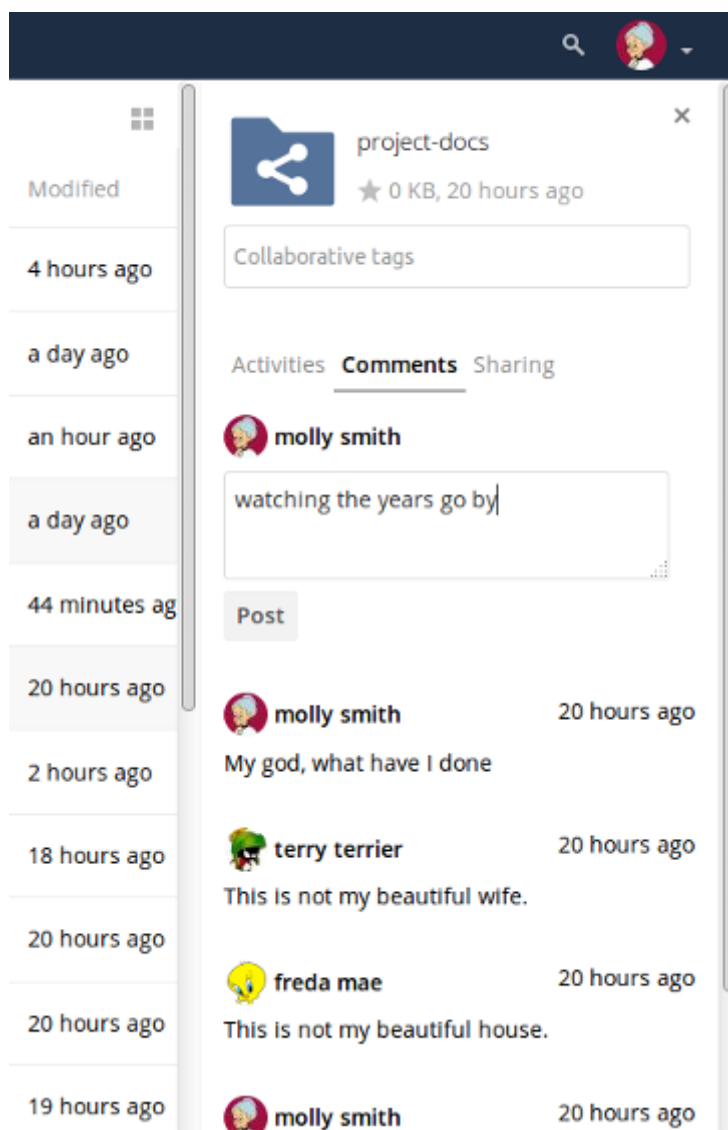 project-docs
0 KB, 20 hours ago
Modified
Collaborative tags
4 hours ago
a day ago
an hour ago
a day ago
44 minutes ag
20 hours ago
2 hours ago
18 hours ago
20 hours ago
20 hours ago
19 hours ago
Activities Comments Sharing
molly smith
watching the years go by
Post
molly smith 20 hours ago
My god, what have I done
terry terrier 20 hours ago
This is not my beautiful wife.
freda mae 20 hours ago
This is not my beautiful house.
molly smith 20 hours ago